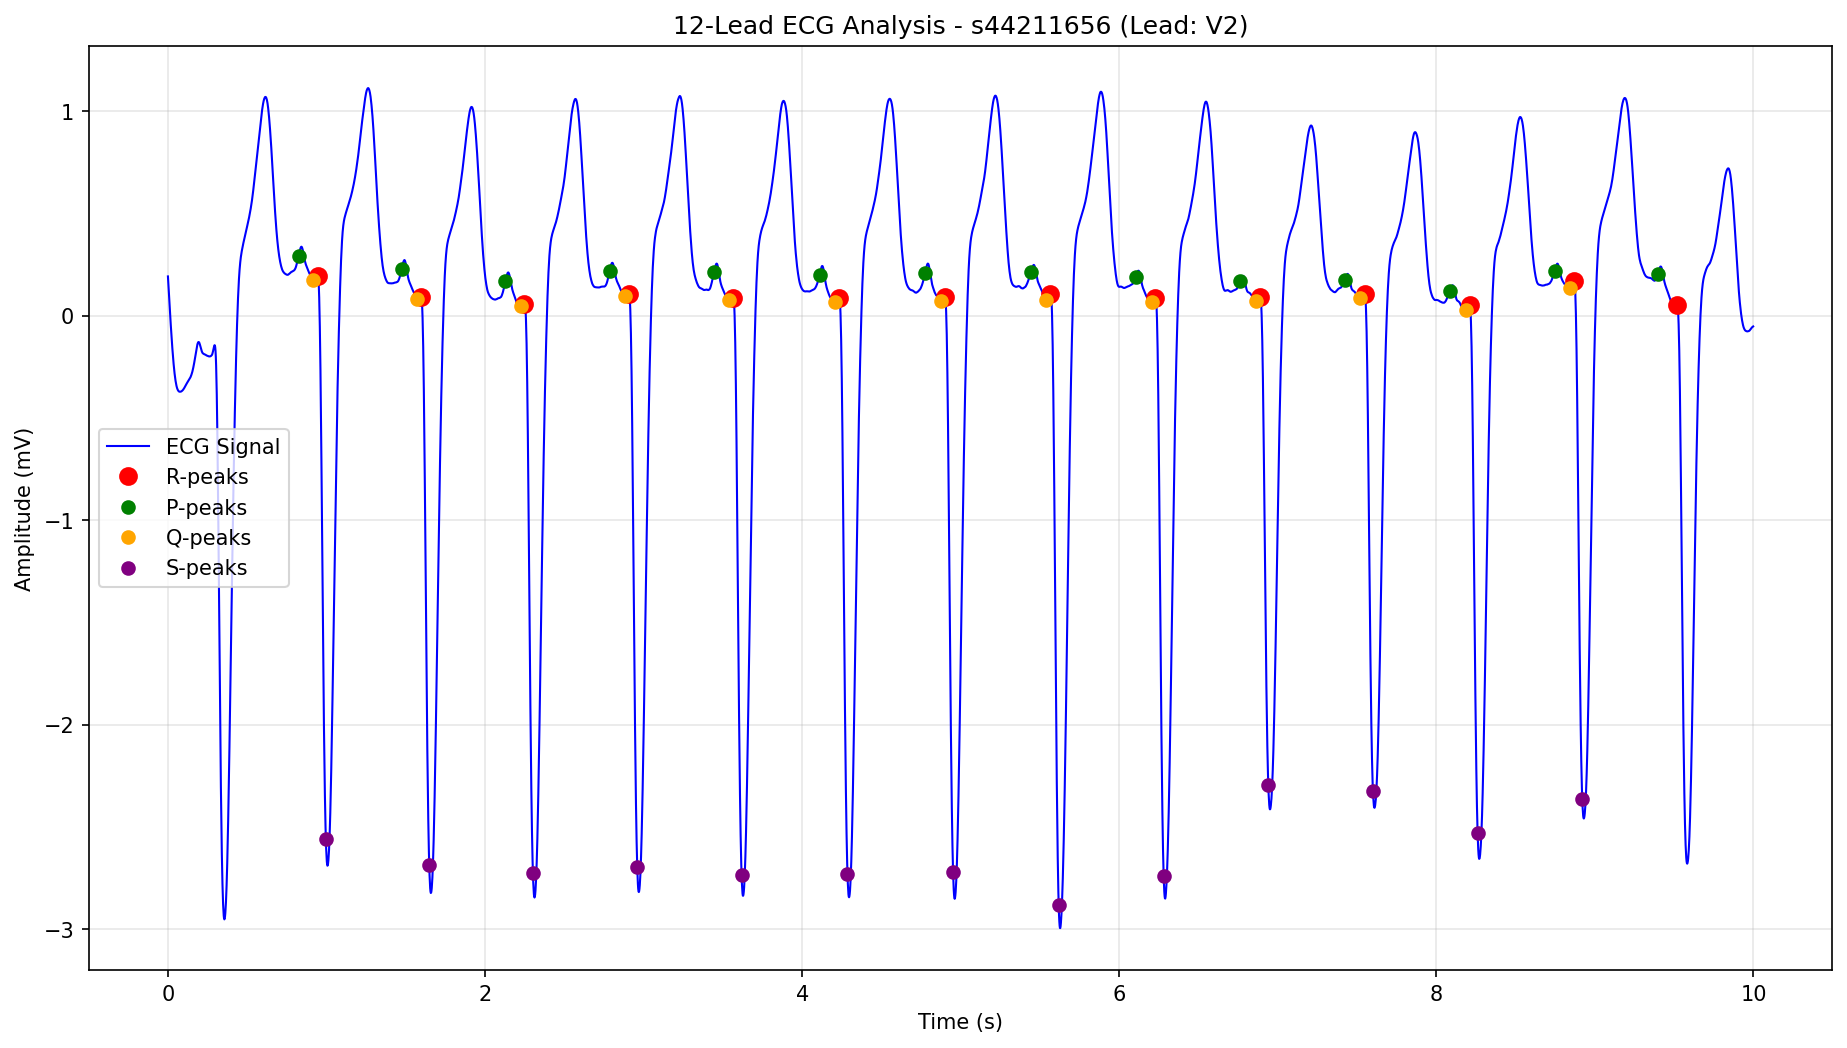 12-Lead ECG Analysis - s44211656 (Lead: V2)
1
0
−1
−2
−3
Amplitude (mV)
ECG Signal
R-peaks
P-peaks
Q-peaks
S-peaks
0 2 4 6 8 10
Time (s)